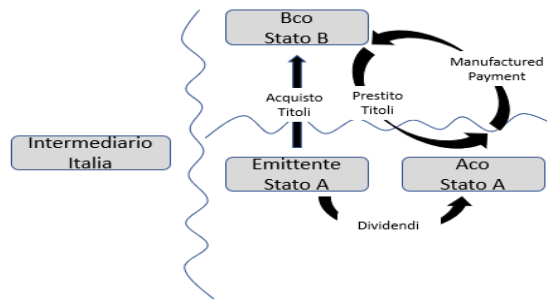 Bco
Stato B
Manufactured
Payment
Acquisto
Titoli
Prestito
Titoli
Intermediario
Italia
Emittente
Stato A
Aco
Stato A
Dividendi